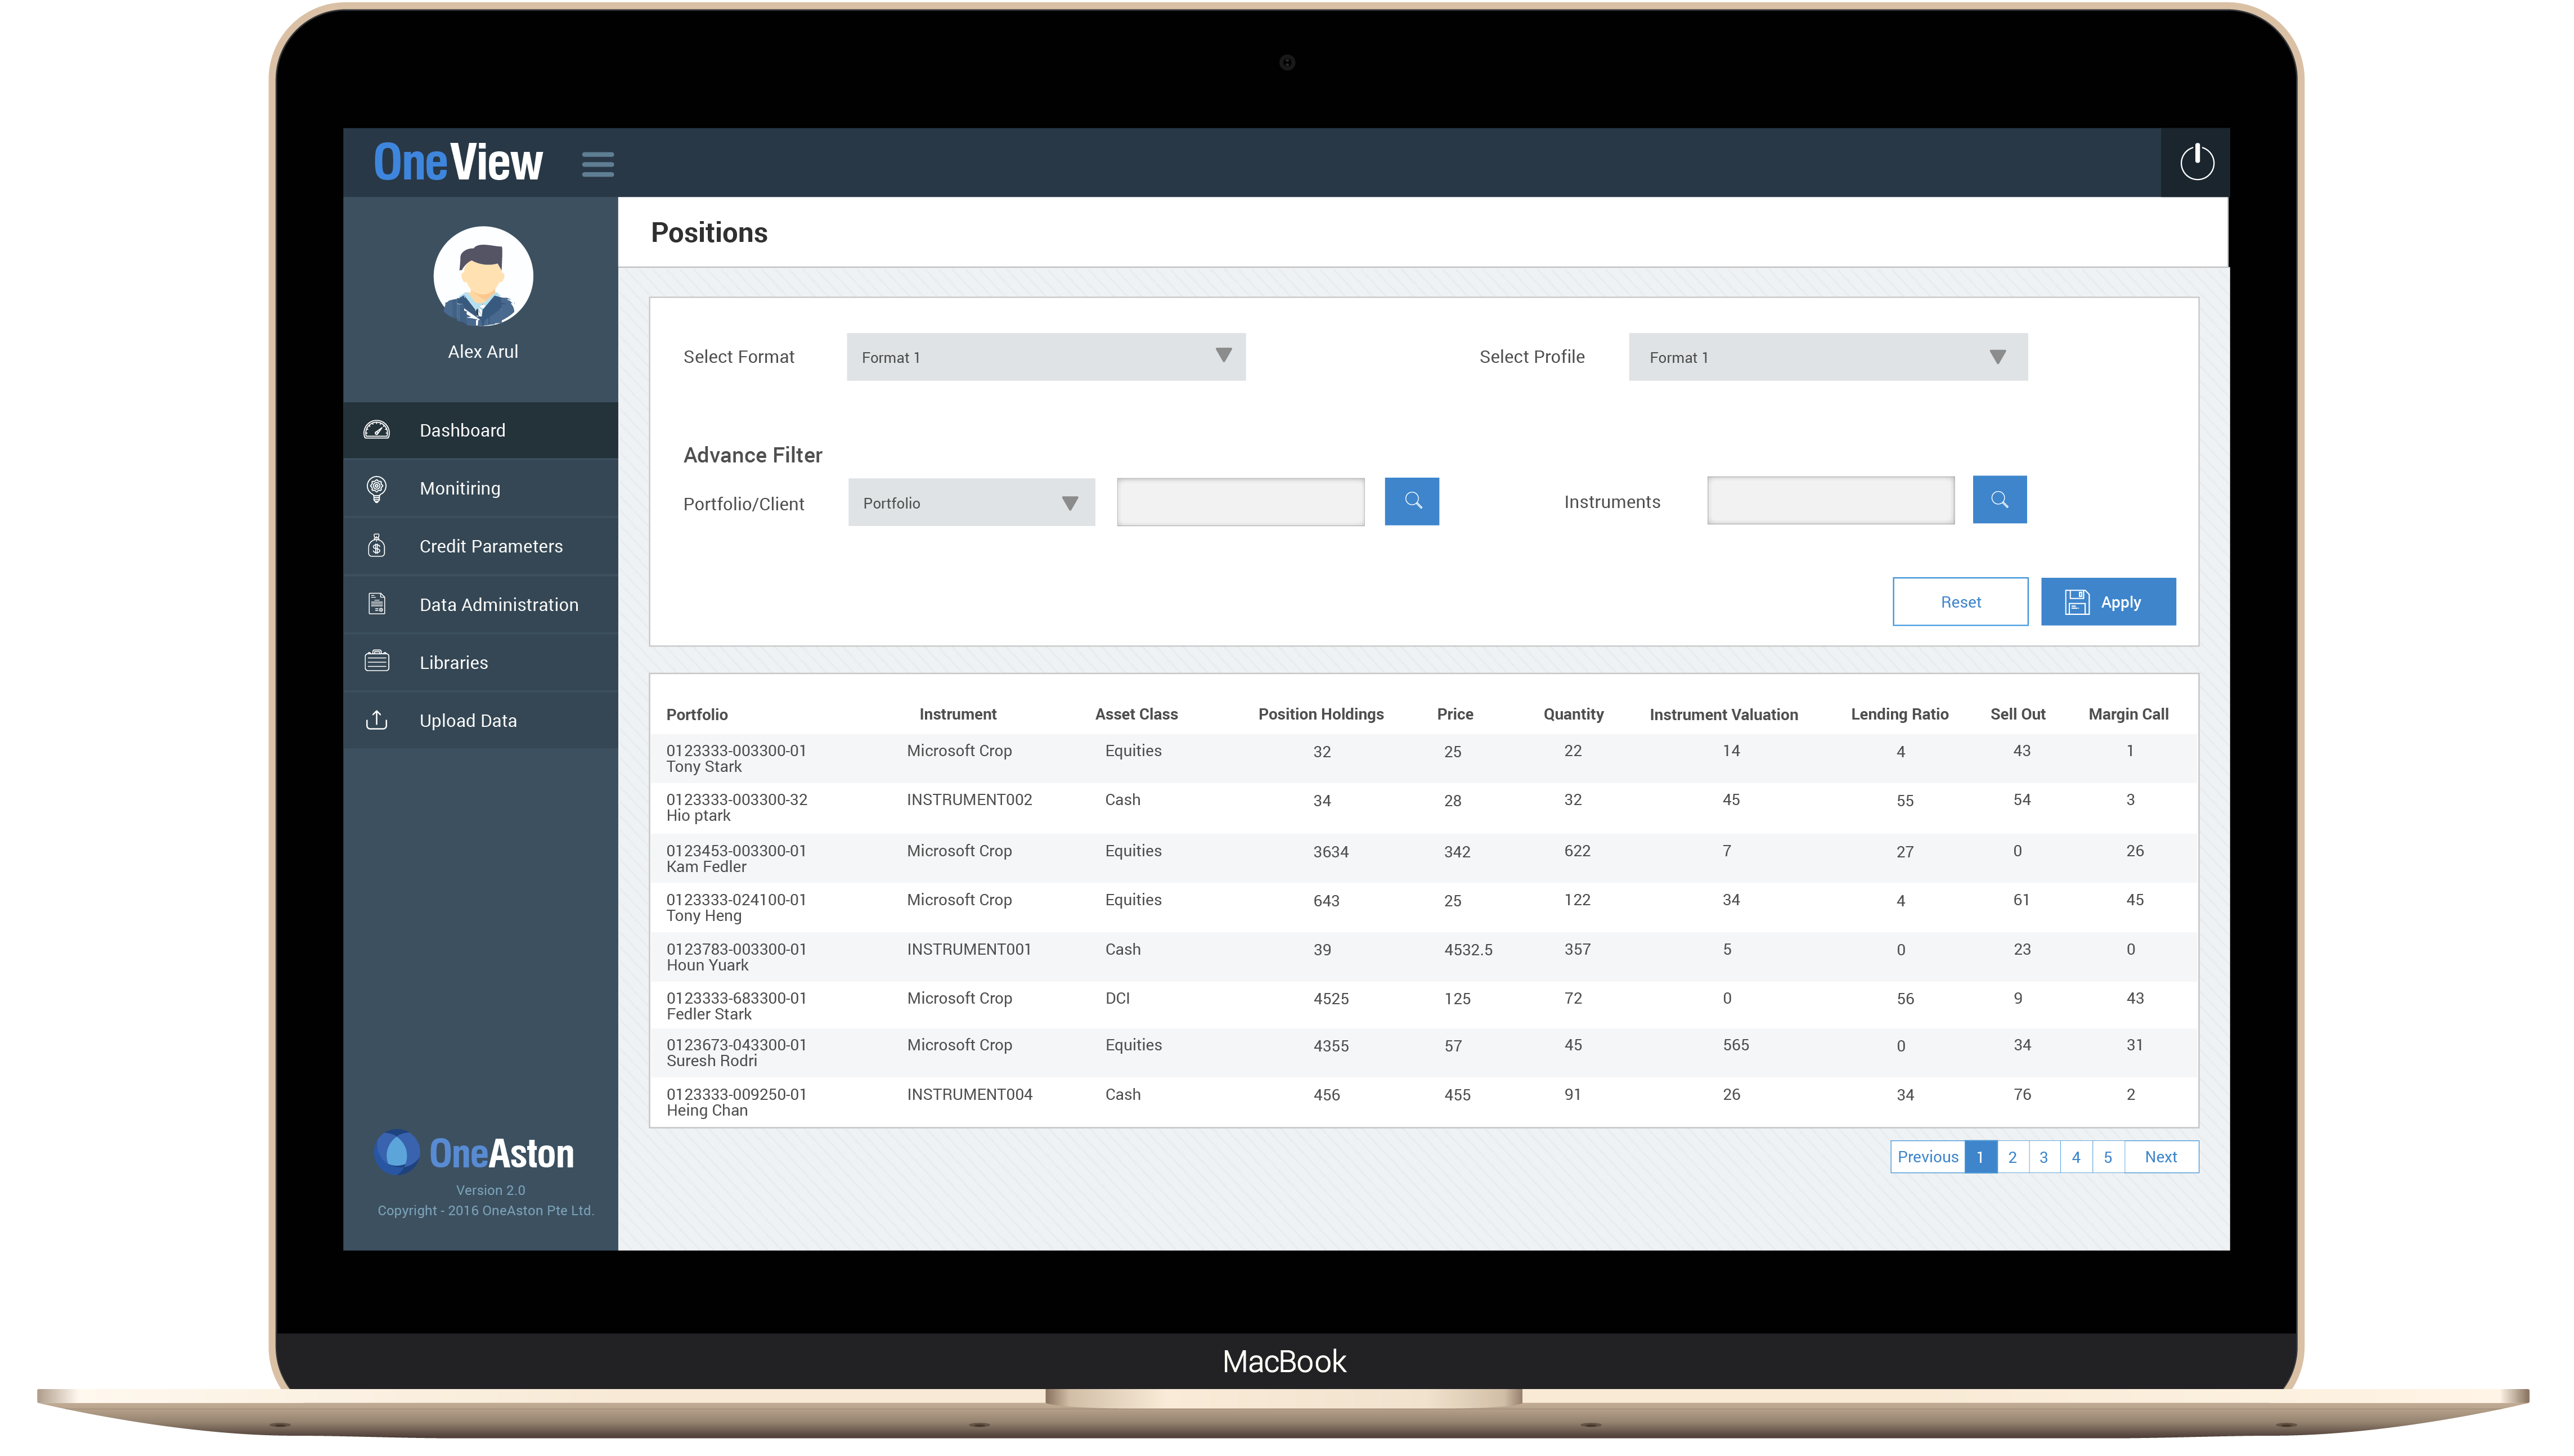 OneView
Positions
Alex Arul
Select Format Format 1 Select Profile Format 1
Dashboard
Monitiring
Credit Parameters
Data Administration
Libraries
Upload Data
Advance Filter
Portfolio/Client Portfolio Instruments
Reset Apply
Portfolio Instrument Asset Class Position Holdings Price Quantity Instrument Valuation Lending Ratio Sell Out Margin Call
0123333-003300-01 Microsoft Crop Equities 32 25 22 14 4 43 1
Tony Stark
0123333-003300-32 INSTRUMENT002 Cash 34 28 32 45 55 54 3
Hio ptark
0123453-003300-01 Microsoft Crop Equities 3634 342 622 7 27 0 26
Kam Fedler
0123333-024100-01 Microsoft Crop Equities 643 25 122 34 4 61 45
Tony Heng
0123783-003300-01 INSTRUMENT001 Cash 39 4532.5 357 5 0 23 0
Houn Yuark
0123333-683300-01 Microsoft Crop DCI 4525 125 72 0 56 9 43
Fedler Stark
0123673-043300-01 Microsoft Crop Equities 4355 57 45 565 0 34 31
Suresh Rodri
0123333-009250-01 INSTRUMENT004 Cash 456 455 91 26 34 76 2
Heing Chan
Previous 1 2 3 4 5 Next
OneAston
Version 2.0
Copyright - 2016 OneAston Pte Ltd.
MacBook